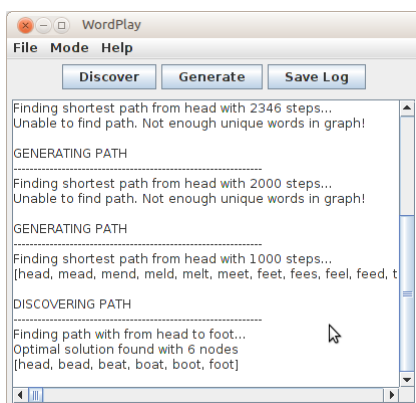 WordPlay
File Mode Help
Discover Generate Save Log
Finding shortest path from head with 2346 steps...
Unable to find path. Not enough unique words in graph!
GENERATING PATH
--------------------------------------------------------------
Finding shortest path from head with 2000 steps...
Unable to find path. Not enough unique words in graph!
GENERATING PATH
--------------------------------------------------------------
Finding shortest path from head with 1000 steps...
[head, mead, mend, meld, melt, meet, feet, fees, feel, feed, t
DISCOVERING PATH
--------------------------------------------------------------
Finding path with from head to foot...
Optimal solution found with 6 nodes
[head, bead, beat, boat, boot, foot]